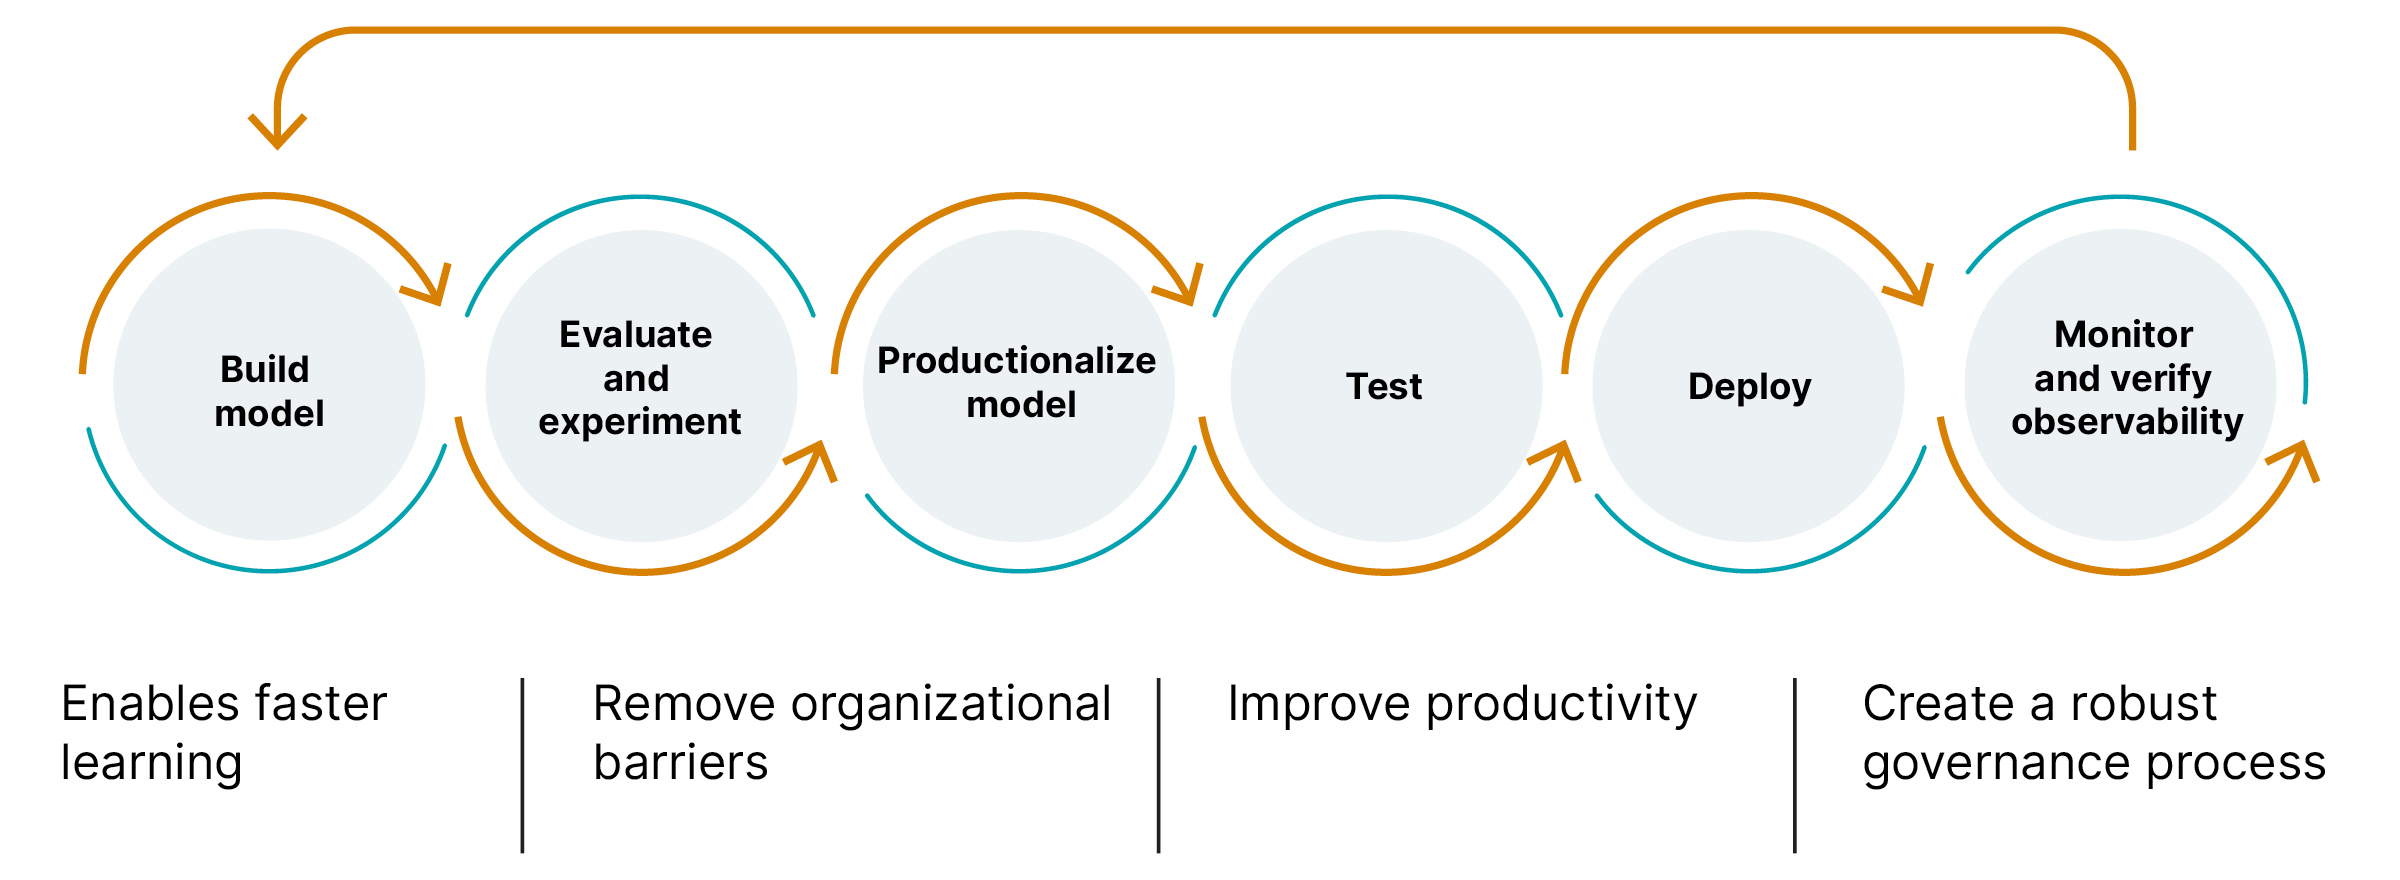 Build
model
Evaluate
and
experiment
Productionalize
model
Test
Deploy
Monitor
and verify
observability
Enables faster
learning
Remove organizational
barriers
Improve productivity
Create a robust
governance process